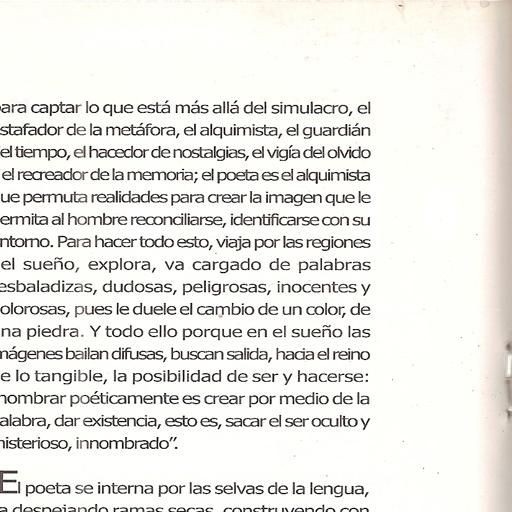 ara captar lo que está más allá del simulacro, el
stafador de la metáfora, el alquimista, el guardián
el tiempo, el hacedor de nostalgias, el vigía del olvido
el recreador de la memoria; el poeta es el alquimista
ue permuta realidades para crear la imagen que le
ermita al hombre reconciliarse, identificarse con su
ntorno. Para hacer todo esto, viaja por las regiones
el sueño, explora, va cargado de palabras
esbaladizas, dudosas, peligrosas, inocentes y
olorosas, pues le duele el cambio de un color, de
na piedra. Y todo ello porque en el sueño las
mágenes bailan difusas, buscan salida, hacia el reino
e lo tangible, la posibilidad de ser y hacerse:
nombrar poéticamente es crear por medio de la
alabra, dar existencia, esto es, sacar el ser oculto y
misterioso, innombrado”.
El poeta se interna por las selvas de la lengua,
a despejando ramas secas, construyendo con